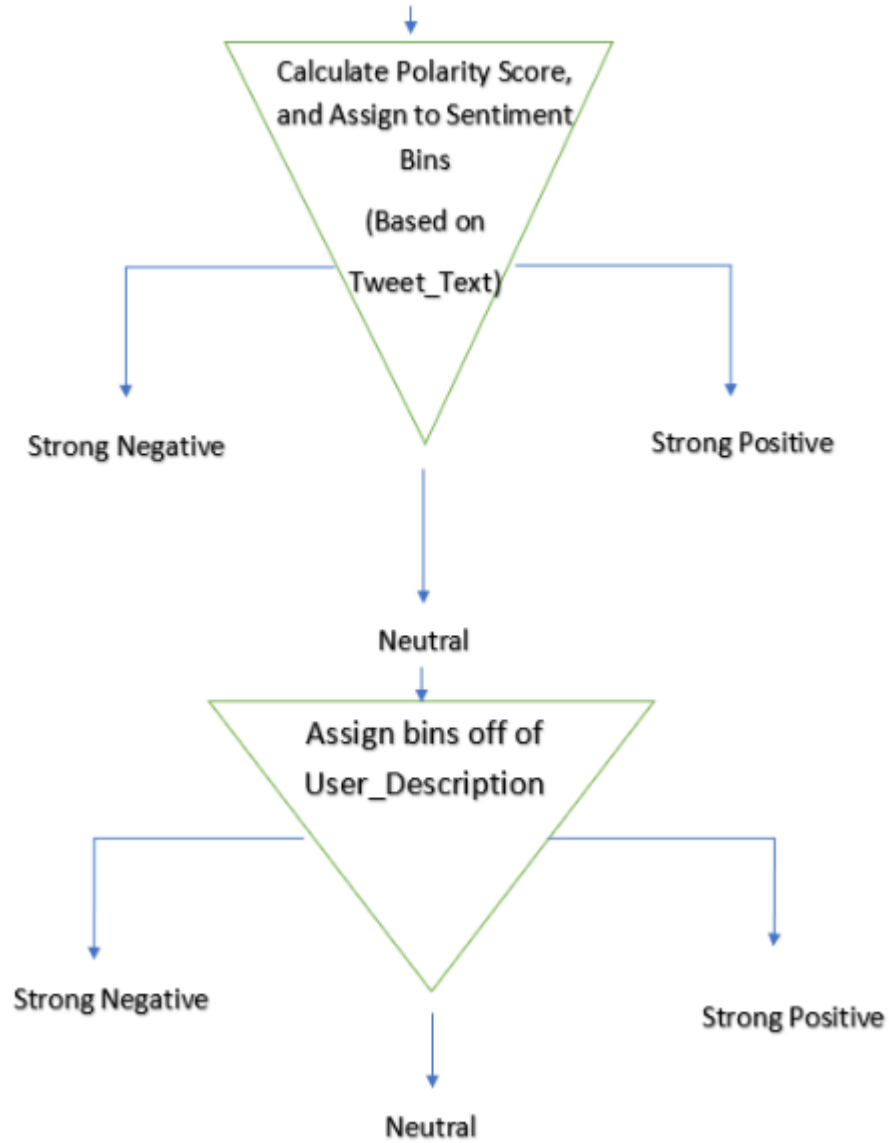 Calculate Polarity Score,
and Assign to Sentiment
Bins
(Based on
Tweet_Text)
Strong Negative
Strong Positive
Neutral
Assign bins off of
User_Description
Strong Negative
Strong Positive
Neutral